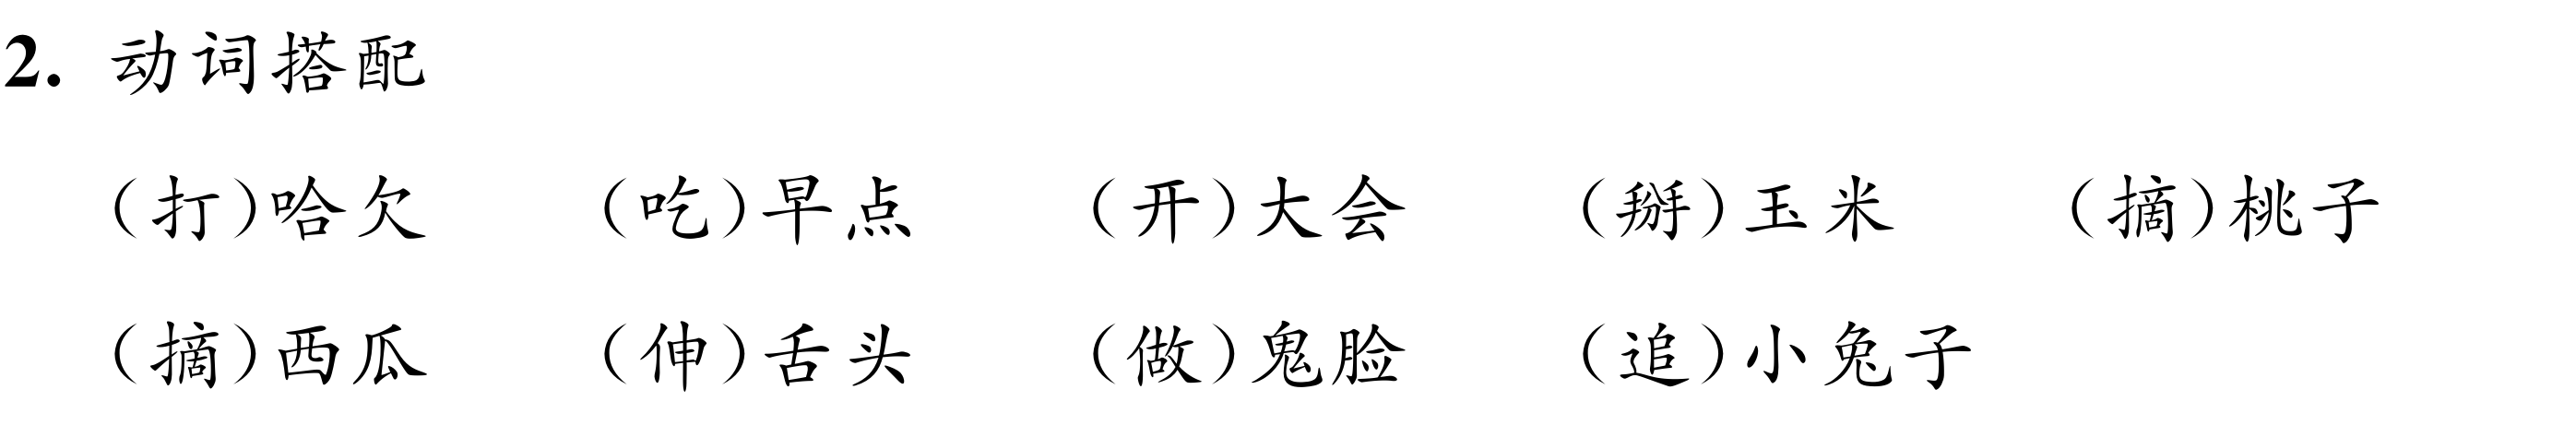 2. 动词搭配
（打）哈欠 （吃）早点 （开）大会 （掰）玉米 （摘）桃子
（摘）西瓜 （伸）舌头 （做）鬼脸 （追）小兔子